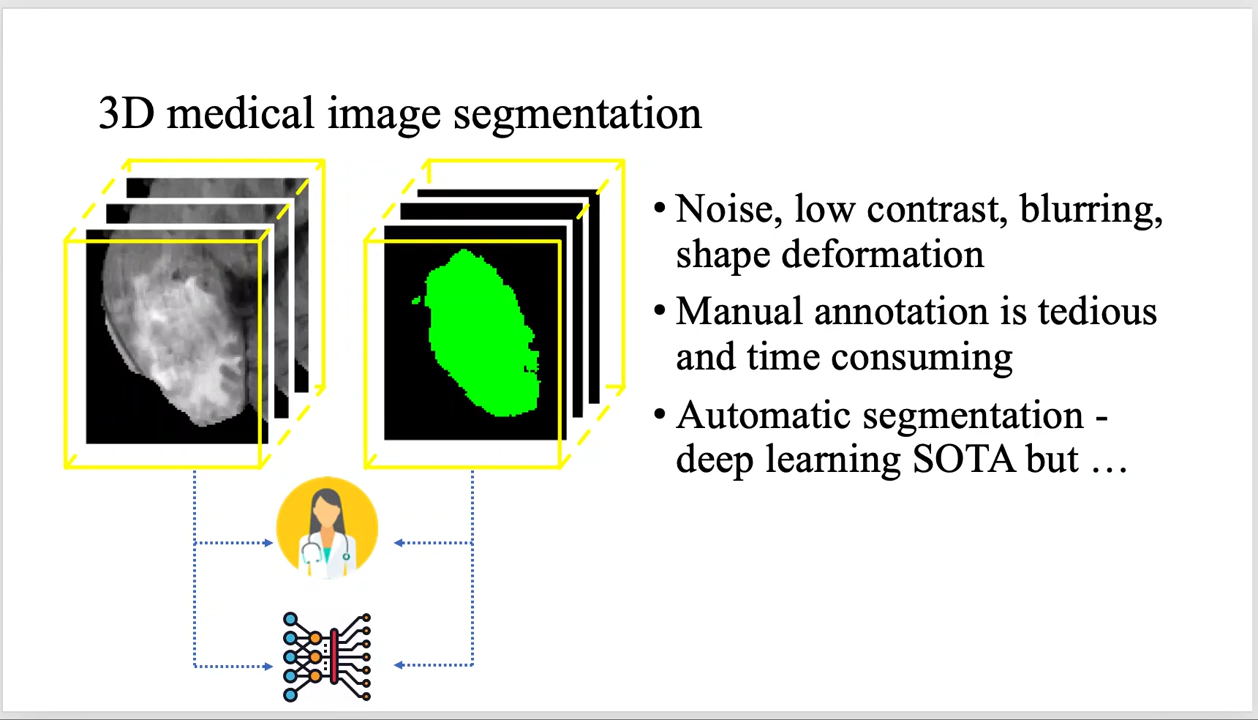 3D medical image segmentation
• Noise, low contrast, blurring,
shape deformation
• Manual annotation is tedious
and time consuming
• Automatic segmentation -
deep learning SOTA but …